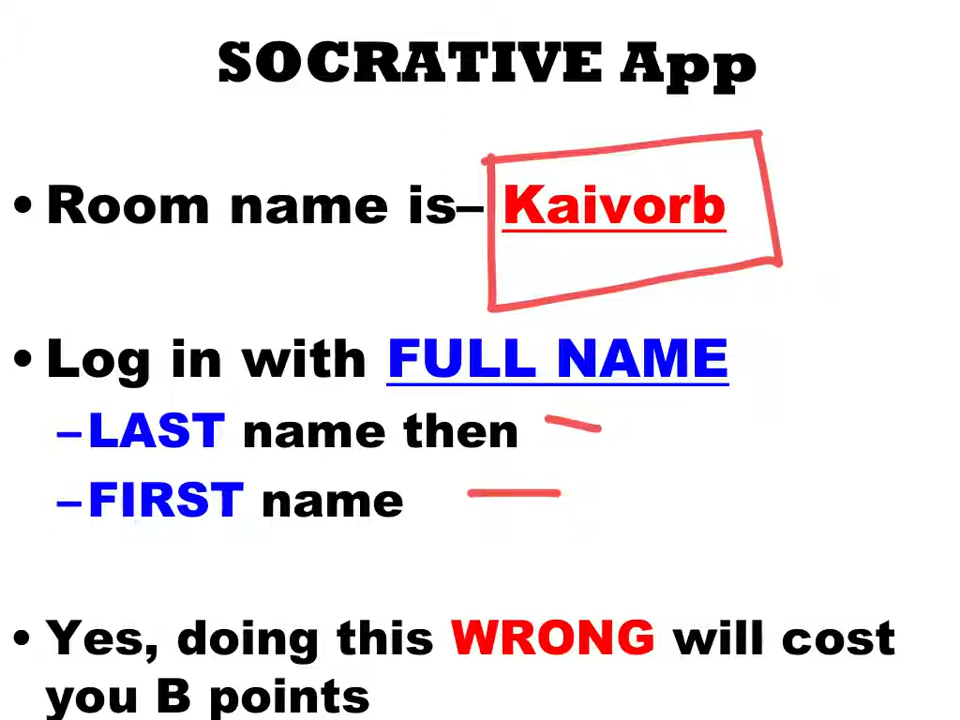 SOCRATIVE App
• Room name is– Kaivorb
• Log in with FULL NAME
–LAST name then
–FIRST name
• Yes, doing this WRONG will cost
you B points